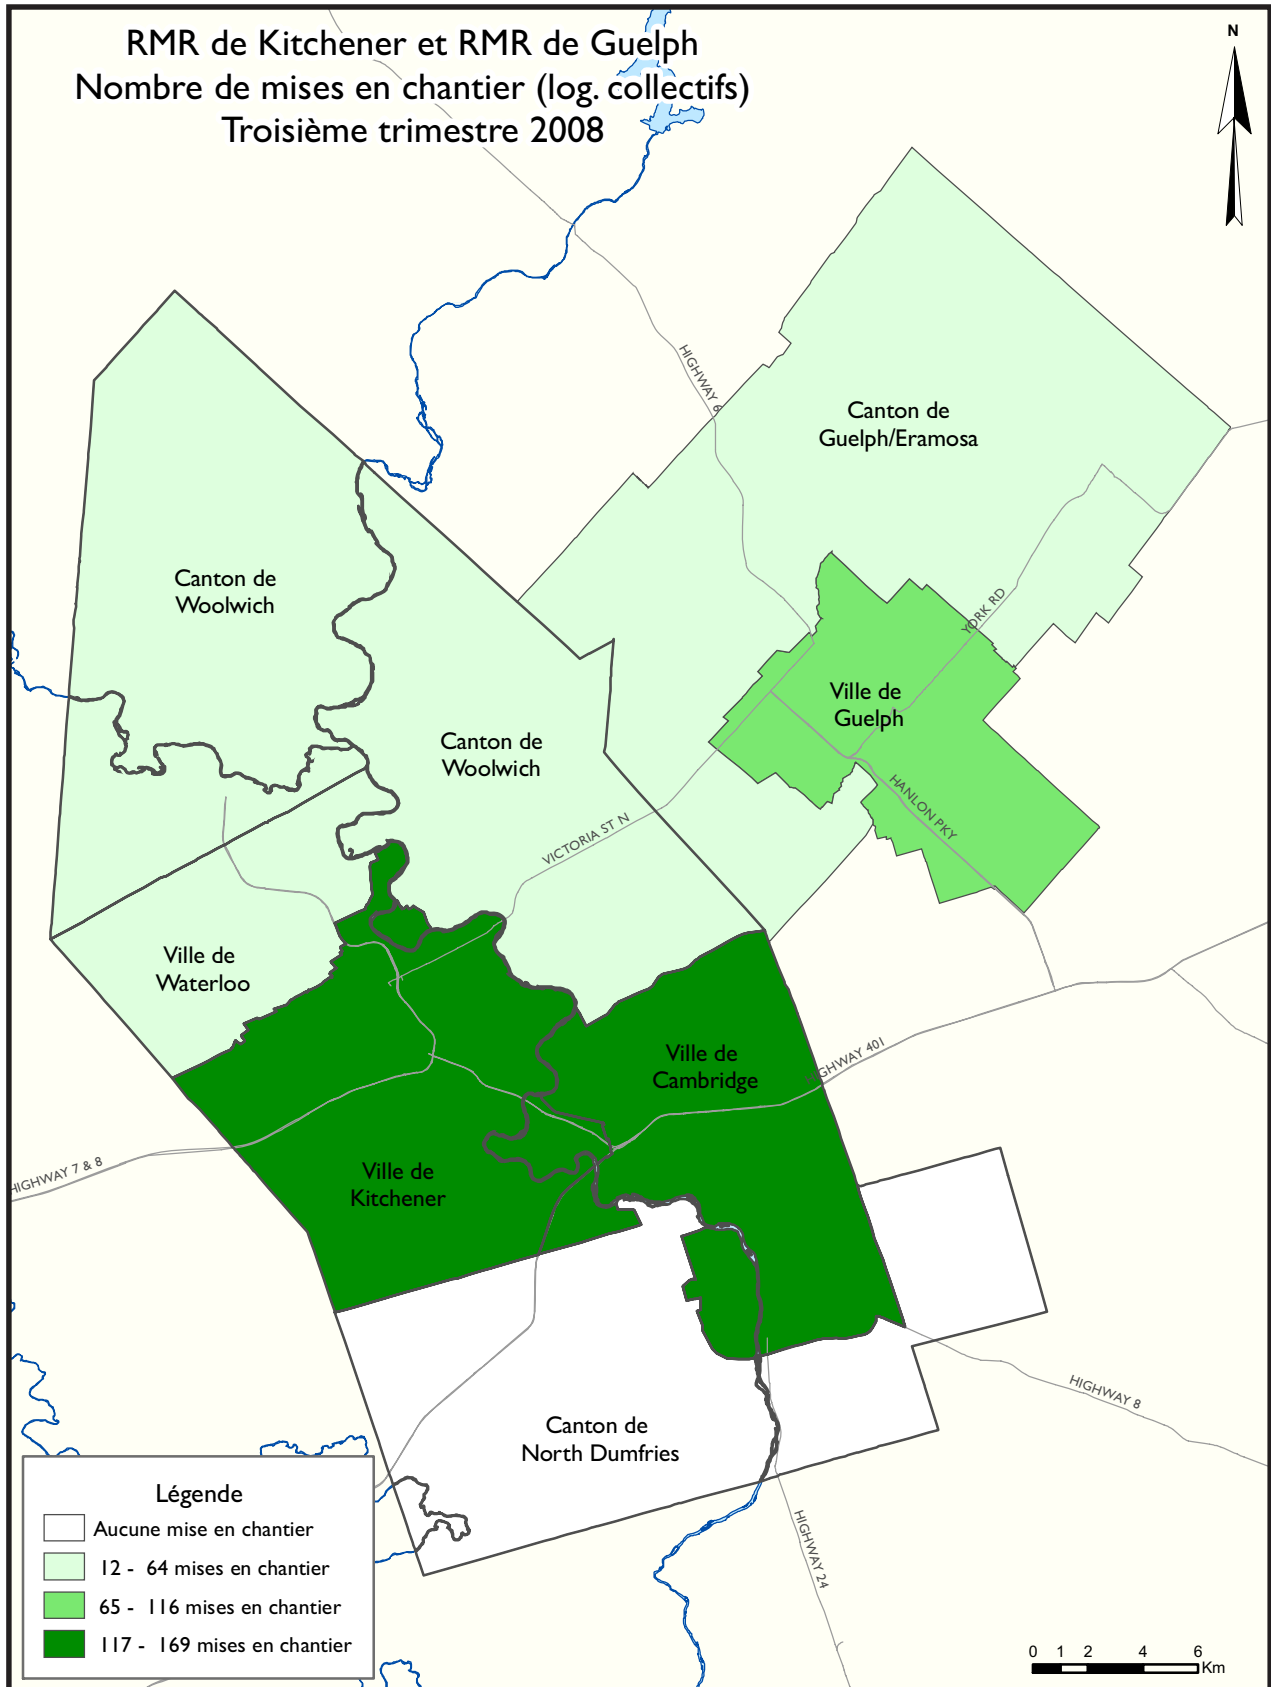 RMR de Kitchener et RMR de Guelph
Nombre de mises en chantier (log. collectifs)
Troisième trimestre 2008
N
HIGHWAY 6
Canton de
Guelph/Eramosa
Canton de
Woolwich
YORK RD
Ville de
Guelph
Canton de
Woolwich
HANLON PKY
VICTORIA ST N
Ville de
Waterloo
Ville de
Cambridge
HIGHWAY 401
Ville de
Kitchener
HIGHWAY 7 & 8
HIGHWAY 8
Canton de
North Dumfries
HIGHWAY 24
Légende
Aucune mise en chantier
12 - 64 mises en chantier
65 - 116 mises en chantier
117 - 169 mises en chantier
0 1 2 4 6
Km